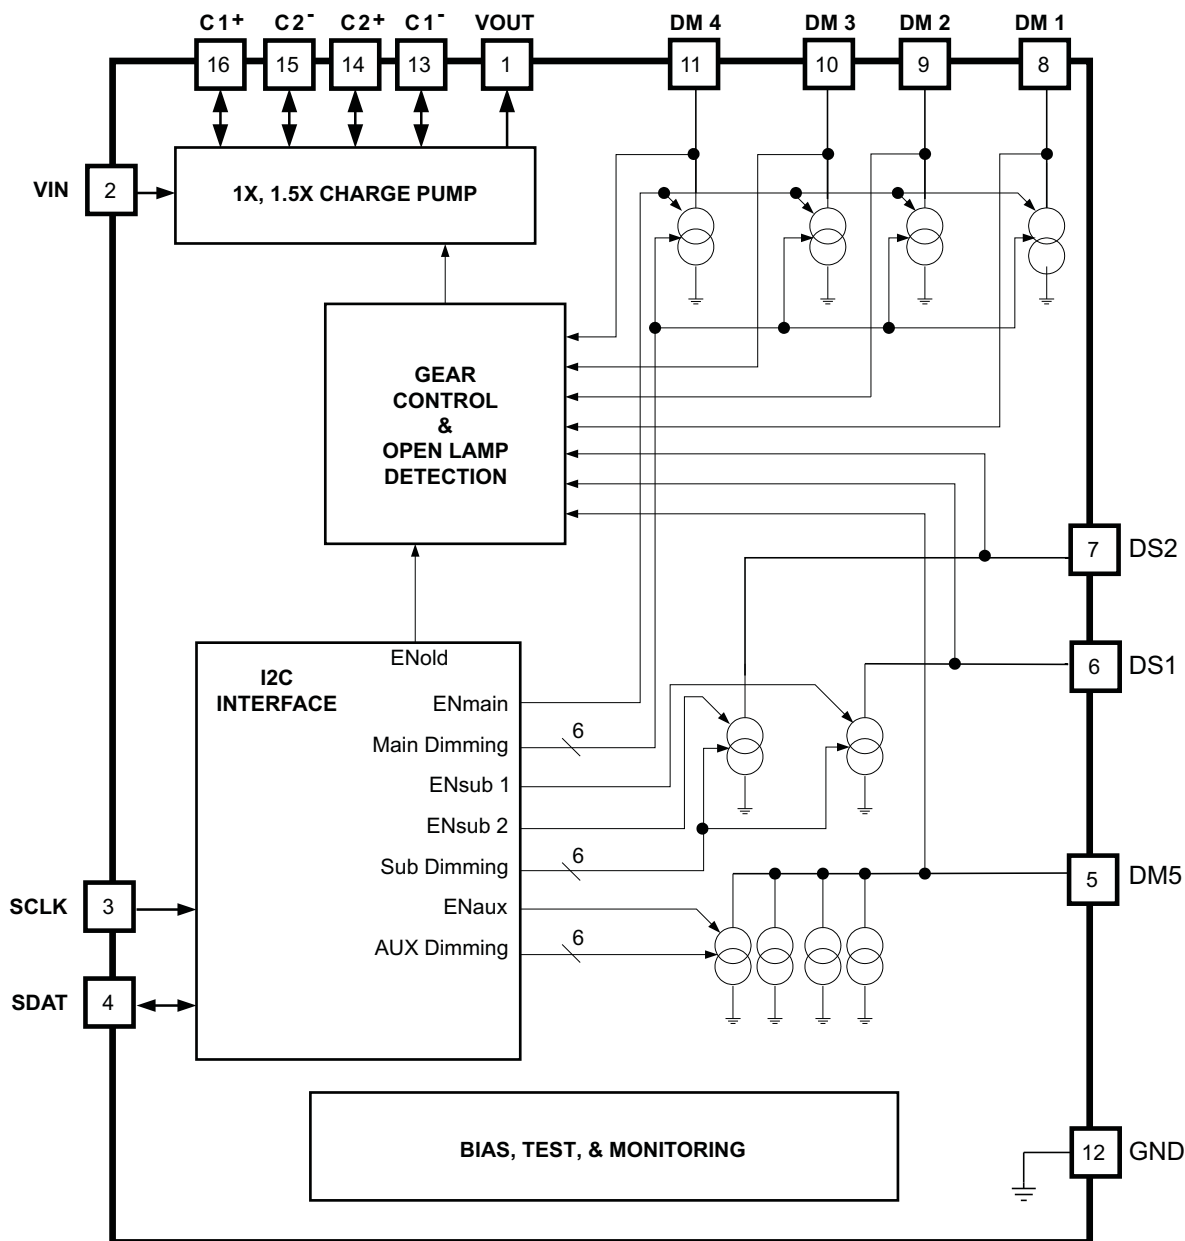 C1+ C2- C2+ C1- VOUT DM 4 DM 3 DM 2 DM 1
16 15 14 13 1 11 10 9 8
VIN 2
1X, 1.5X CHARGE PUMP
GEAR
CONTROL
&
OPEN LAMP
DETECTION
7 DS2
6 DS1
ENold
I2C
INTERFACE
ENmain
Main Dimming 6
ENsub 1
ENsub 2
Sub Dimming 6
ENaux
AUX Dimming 6
5 DM5
SCLK 3
SDAT 4
BIAS, TEST, & MONITORING
12 GND